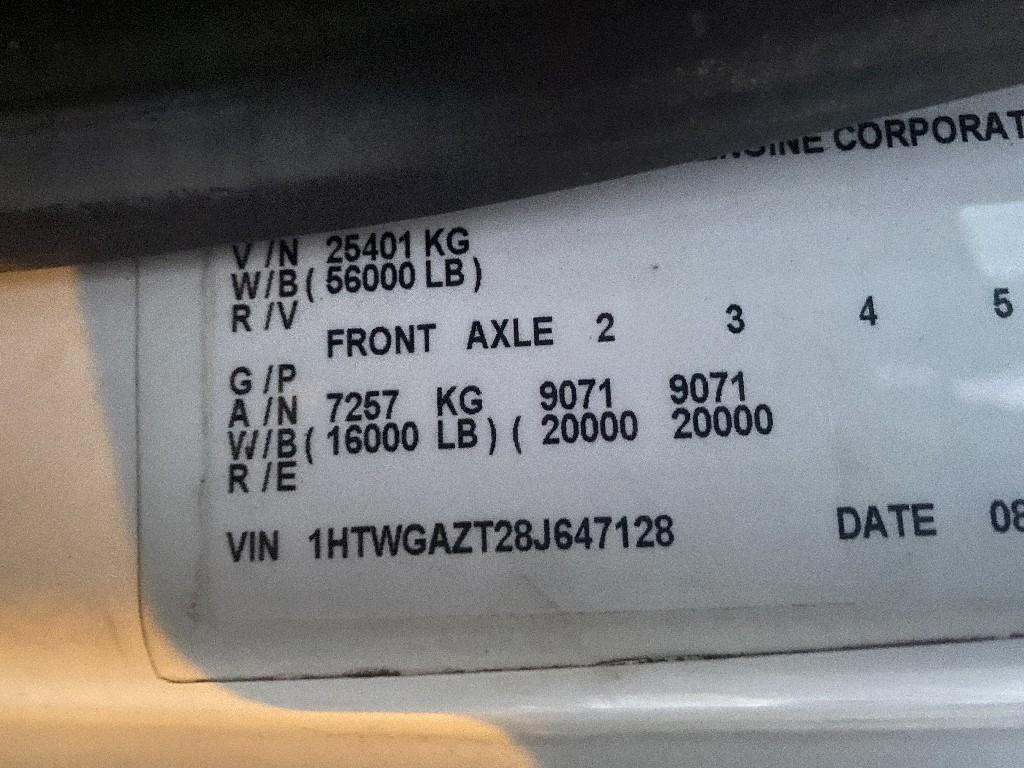 CORPORAT
V/N 25401 KG
W/B ( 56000 LB )
R/V
FRONT AXLE 2 3 4 5
G/P
A/N 7257 KG 9071 9071
W/B ( 16000 LB ) ( 20000 20000
R/E
VIN 1HTWGAZT28J647128 DATE 08